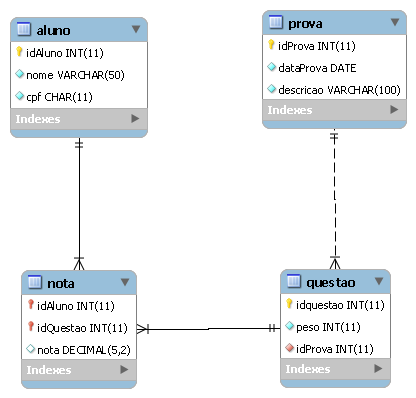 aluno
idAluno INT(11)
nome VARCHAR(50)
cpf CHAR(11)
Indexes
prova
idProva INT(11)
dataProva DATE
descricao VARCHAR(100)
Indexes
nota
idAluno INT(11)
idQuestao INT(11)
nota DECIMAL(5,2)
Indexes
questao
idquestao INT(11)
peso INT(11)
idProva INT(11)
Indexes